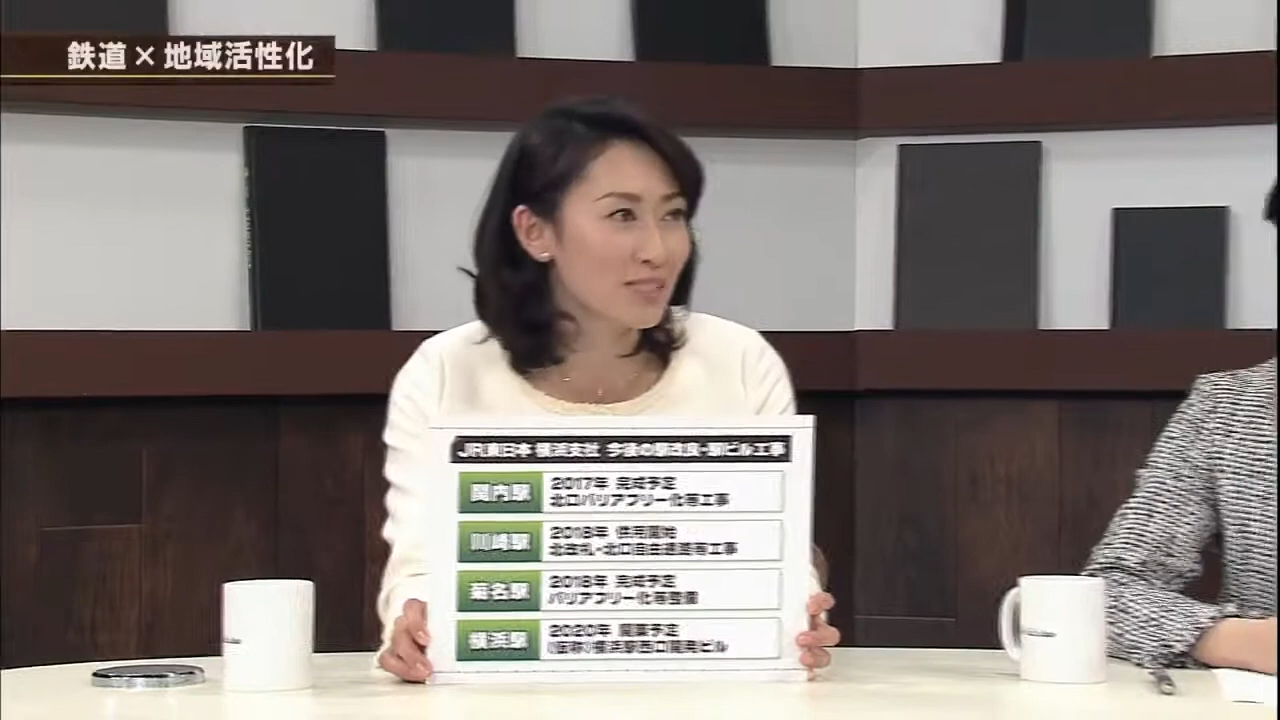 鉄道×地域活性化
JR東日本 横浜支社 今後の駅改良・駅ビル工事
関内駅
2017年 完成予定
北口バリアフリー化等工事
川崎駅
2018年 供用開始
北改札・北口自由通路等工事
菊名駅
2018年 完成予定
バリアフリー化等整備
横浜駅
2020年 開業予定
(仮称)横浜駅西口開発ビル